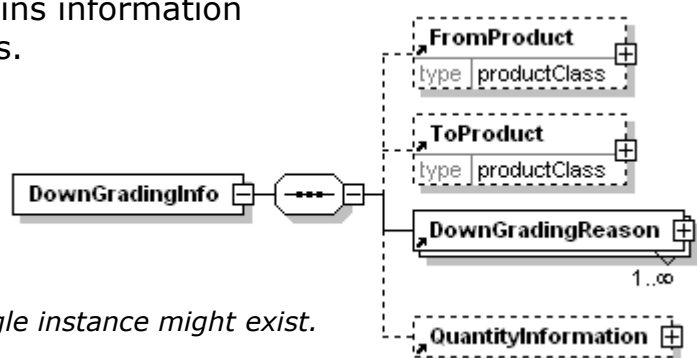 ins information
s.
FromProduct
type productClass
ToProduct
type productClass
DownGradingInfo
DownGradingReason
1..∞
gle instance might exist.
QuantityInformation